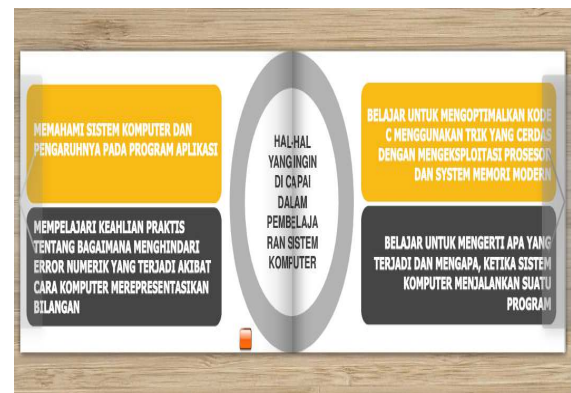 MEMAHAMI SISTEM KOMPUTER DAN
PENGARUHNYA PADA PROGRAM APLIKASI
MEMPELAJARI KEAHLIAN PRAKTIS
TENTANG BAGAIMANA MENGHINDARI
ERROR NUMERIK YANG TERJADI AKIBAT
CARA KOMPUTER MEREPRESENTASIKAN
BILANGAN
HAL-HAL
YANG INGIN
DI CAPAI
DALAM
PEMBELAJA
RAN SISTEM
KOMPUTER
BELAJAR UNTUK MENGOPTIMALKAN KODE
C MENGGUNAKAN TRIK YANG CERDAS
DENGAN MENGEKSPLOITASI PROSESOR
DAN SYSTEM MEMORI MODERN
BELAJAR UNTUK MENGERTI APA YANG
TERJADI DAN MENGAPA, KETIKA SISTEM
KOMPUTER MENJALANKAN SUATU
PROGRAM